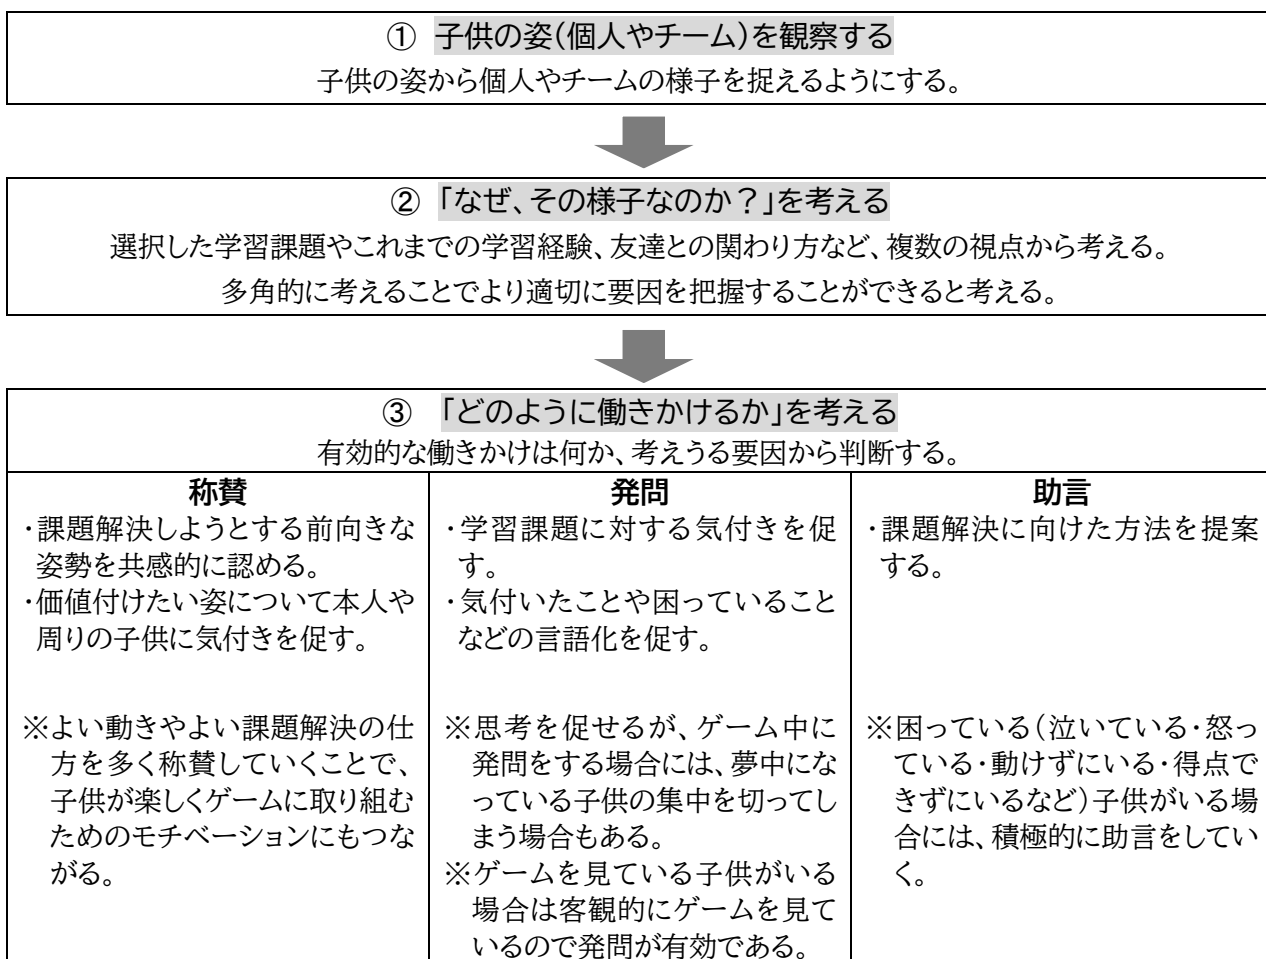 ① 子供の姿(個人やチーム)を観察する
子供の姿から個人やチームの様子を捉えるようにする。
② 「なぜ、その様子なのか？」を考える
選択した学習課題やこれまでの学習経験、友達との関わり方など、複数の視点から考える。
多角的に考えることでより適切に要因を把握することができると考える。
③ 「どのように働きかけるか」を考える
有効的な働きかけは何か、考えうる要因から判断する。
称賛
・課題解決しようとする前向きな
姿勢を共感的に認める。
・価値付けたい姿について本人や
周りの子供に気付きを促す。
※よい動きやよい課題解決の仕
方を多く称賛していくことで、
子供が楽しくゲームに取り組む
ためのモチベーションにもつな
がる。
発問
・学習課題に対する気付きを促
す。
・気付いたことや困っていること
などの言語化を促す。
※思考を促せるが、ゲーム中に
発問をする場合には、夢中にな
っている子供の集中を切ってし
まう場合もある。
※ゲームを見ている子供がいる
場合は客観的にゲームを見て
いるので発問が有効である。
助言
・課題解決に向けた方法を提案
する。
※困っている(泣いている・怒っ
ている・動けずにいる・得点で
きずにいるなど)子供がいる場
合には、積極的に助言をしてい
く。